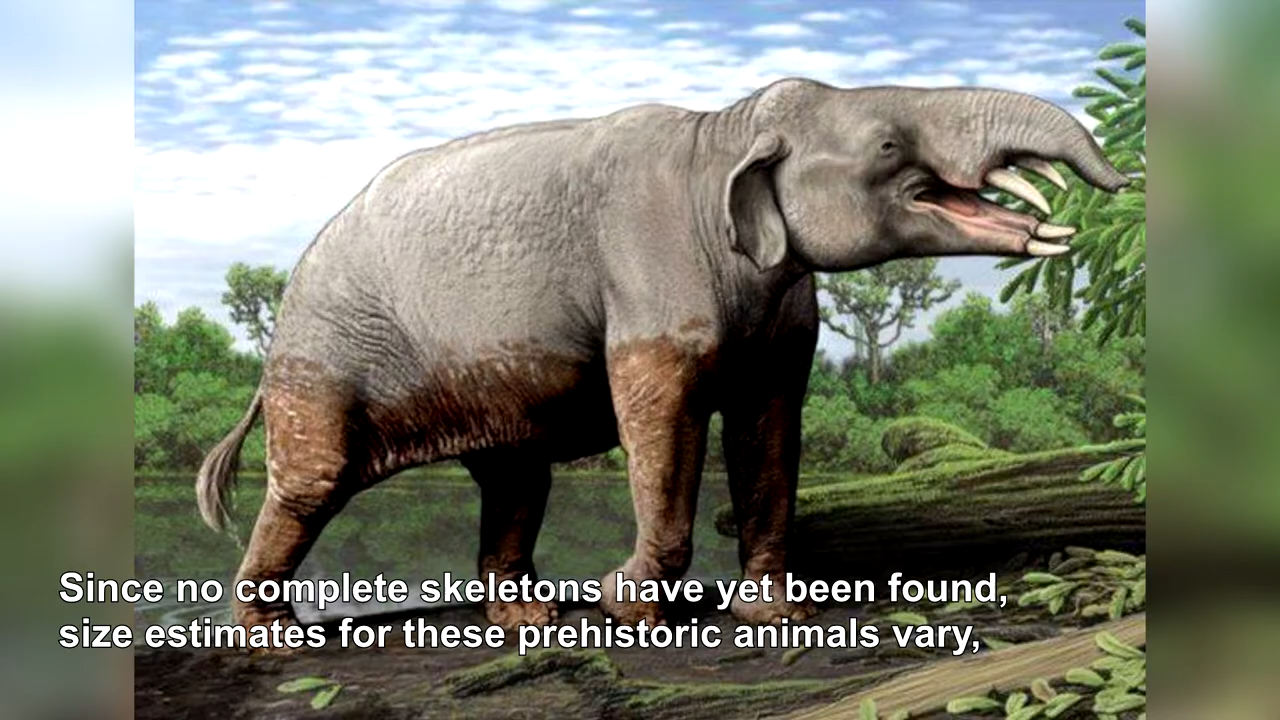 Since no complete skeletons have yet been found,
size estimates for these prehistoric animals vary,